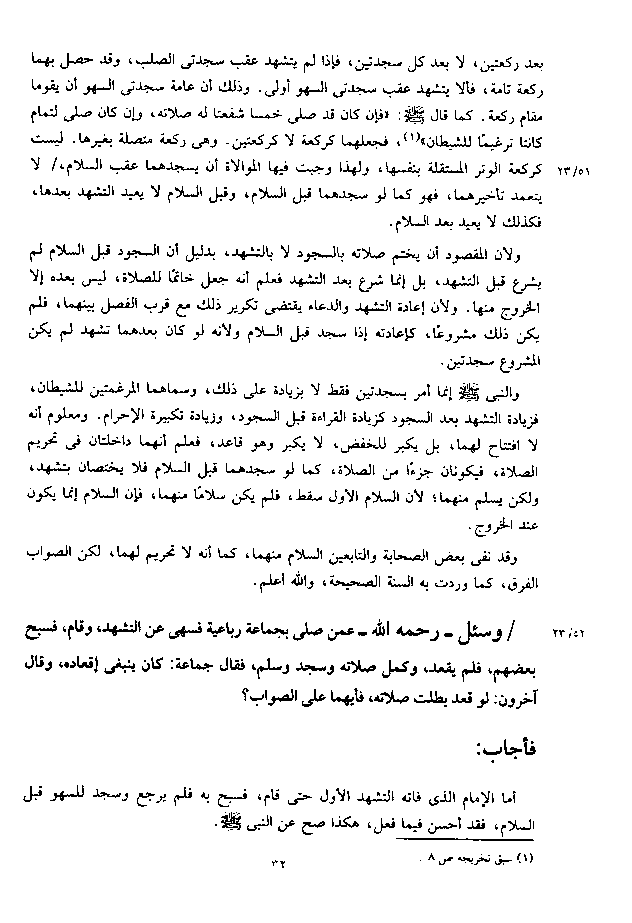 بعد ركعتين، لا بعد كل سجدتين، فإذا لم يتشهد عقب سجدتى الصلب، وقد حصل بهما
ركعة تامة، فألا يتشهد عقب سجدتى السهو أولى. وذلك أن عامة سجدتى السهو أن يقوما
مقام ركعة. كما قال ﷺ: «فإن كان قد صلى خمسا شفعتا له صلاته، وإن كان صلى لتمام
كانتا ترغيمًا للشيطان»(١)، فجعلهما كركعة لا كركعتين. وهى ركعة متصلة بغيرها. ليست
٢٣/٥١ كركعة الوتر المستقلة بنفسها، ولهذا وجبت فيها الموالاة أن يسجدهما عقب السلام،/ لا
يتعمد تأخيرهما، فهو كما لو سجدهما قبل السلام، وقبل السلام لا يعيد التشهد بعدها،
فكذلك لا يعيد بعد السلام.
ولأن المقصود أن يختم صلاته بالسجود لا بالتشهد، بدليل أن السجود قبل السلام لم
يشرع قبل التشهد، بل إنما شرع بعد التشهد فعلم أنه جعل خاتمًا للصلاة، ليس بعده إلا
الخروج منها. ولأن إعادة التشهد والدعاء يقتضى تكرير ذلك مع قرب الفصل بينهما، فلم
يكن ذلك مشروعًا، كإعادته إذا سجد قبل السلام ولأنه لو كان بعدهما تشهد لم يكن
المشروع سجدتين.
والنبى ﷺ إنما أمر بسجدتين فقط لا بزيادة على ذلك، وسماهما المرغمتين للشيطان،
فزيادة التشهد بعد السجود كزيادة القراءة قبل السجود، وزيادة تكبيرة الإحرام. ومعلوم أنه
لا افتتاح لهما، بل يكبر للخفض، لا يكبر وهو قاعد، فعلم أنهما داخلتان فى تحريم
الصلاة، فيكونان جزءًا من الصلاة، كما لو سجدهما قبل السلام فلا يختصان بتشهد،
ولكن يسلم منهما؛ لأن السلام الأول سقط، فلم يكن سلامًا منهما، فإن السلام إنما يكون
عند الخروج.
وقد نفى بعض الصحابة والتابعين السلام منهما، كما أنه لا تحريم لهما، لكن الصواب
الفرق، كما وردت به السنة الصحيحة، والله أعلم.
٢٣/٥٢ / وسئل ـ رحمه الله ـ عمن صلى بجماعة رباعية فسهى عن التشهد، وقام، فسبح
بعضهم، فلم يقعد، وكمل صلاته وسجد وسلم، فقال جماعة: كان ينبغى إقعاده، وقال
آخرون: لو قعد بطلت صلاته، فأيهما على الصواب؟
فأجاب:
أما الإمام الذى فاته التشهد الأول حتى قام، فسبح به فلم يرجع وسجد للسهو قبل
السلام، فقد أحسن فيما فعل، هكذا صح عن النبى ﷺ.
(١) سبق تخريجه ص ٨ .
٣٢